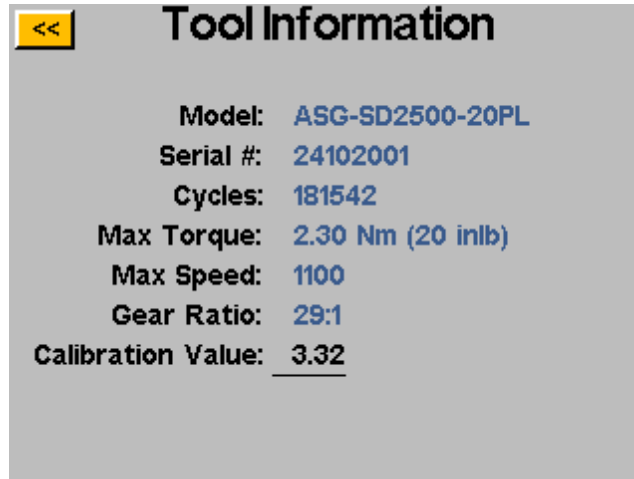 << Tool Information
Model: ASG-SD2500-20PL
Serial #: 24102001
Cycles: 181542
Max Torque: 2.30 Nm (20 inlb)
Max Speed: 1100
Gear Ratio: 29:1
Calibration Value: 3.32